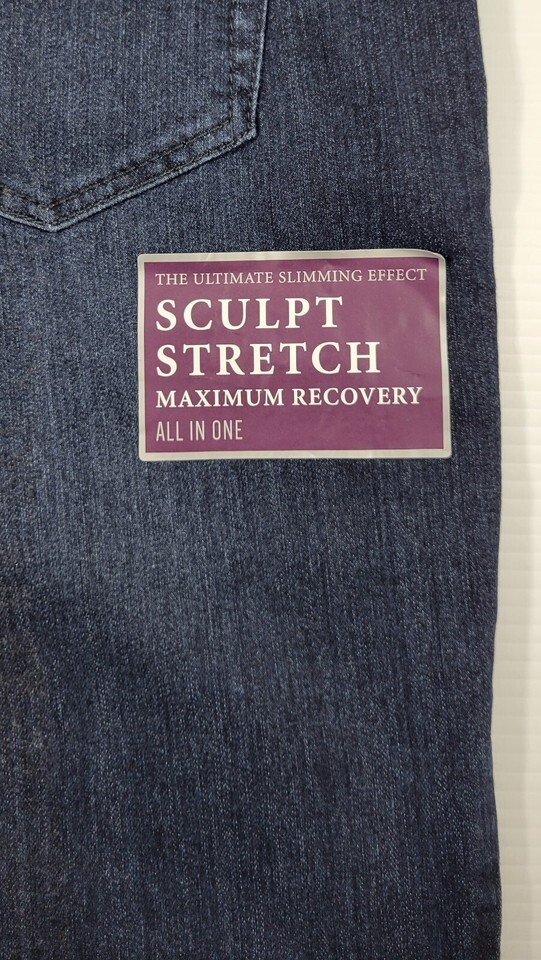 THE ULTIMATE SLIMMING EFFECT
SCULPT
STRETCH
MAXIMUM RECOVERY
ALL IN ONE